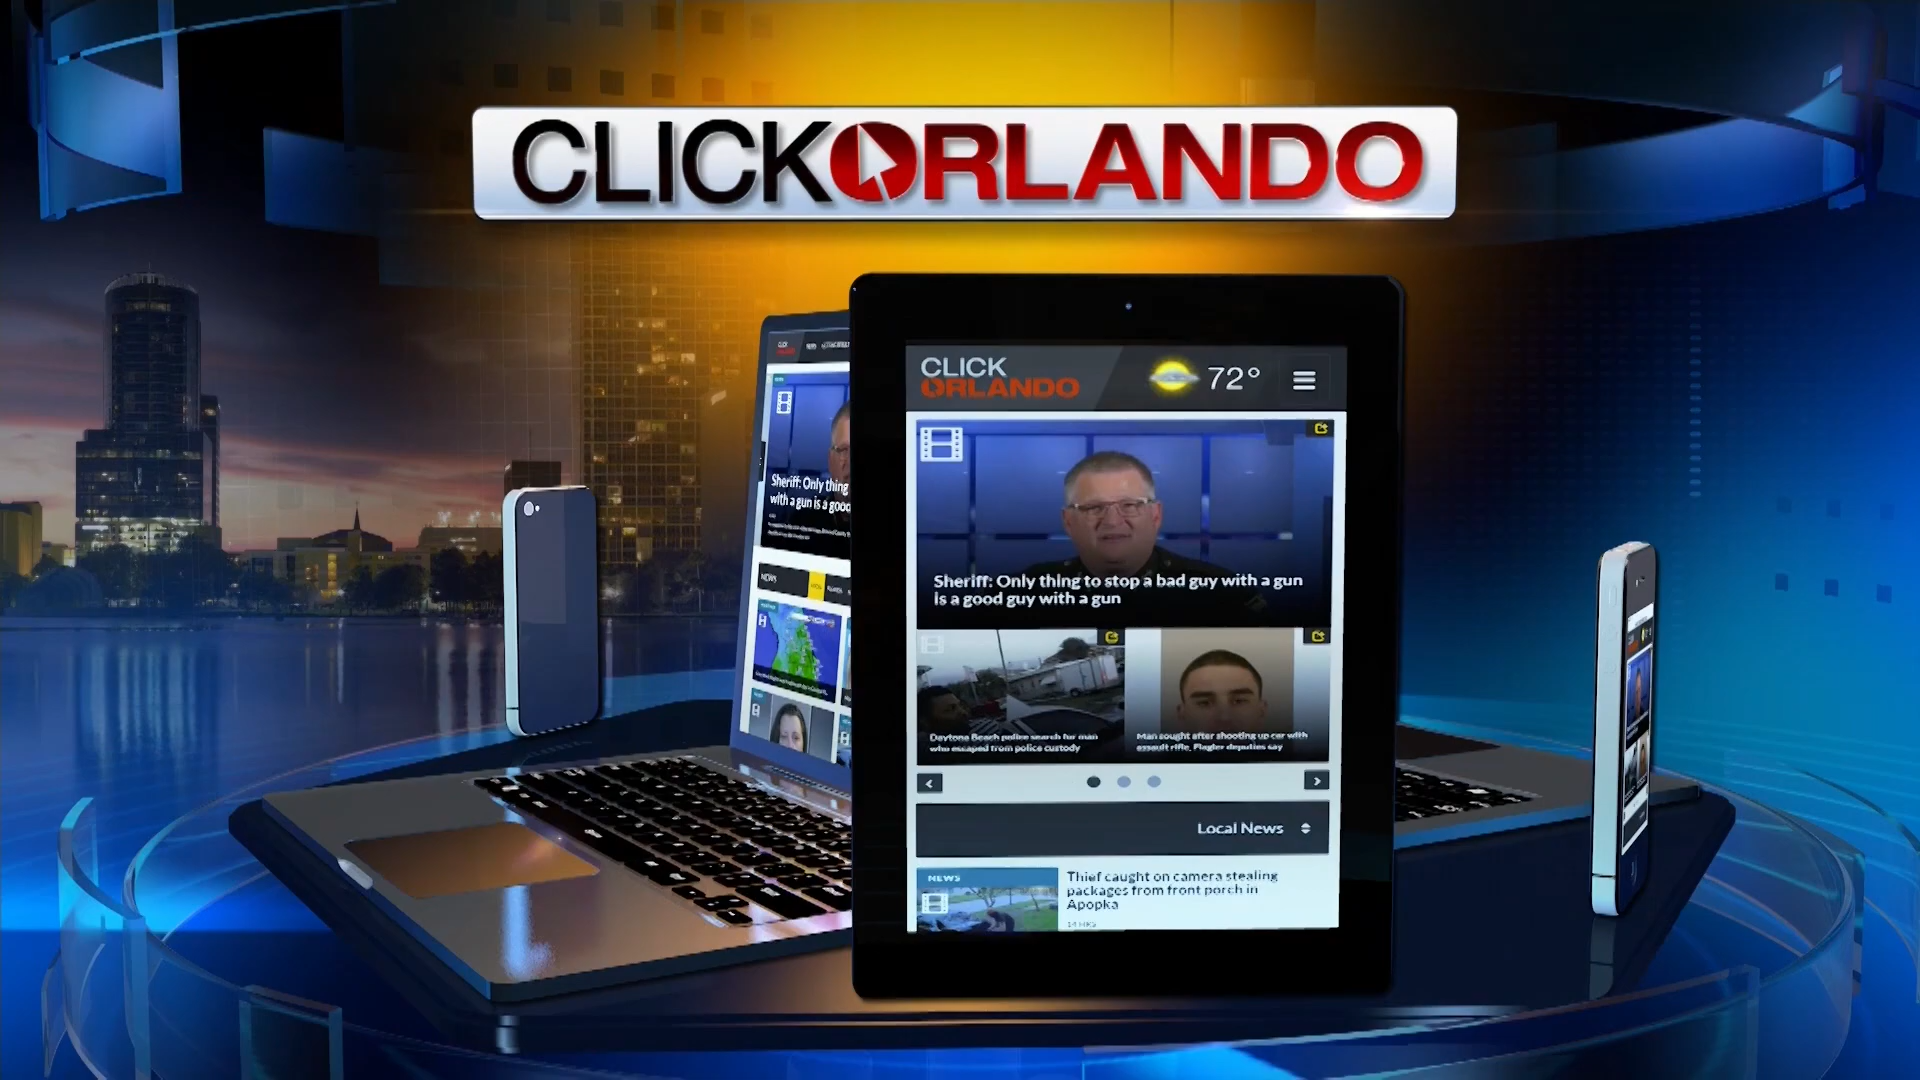 CLICKORLANDO
CLICK
ORLANDO
72°
Sheriff: Only thing to stop a bad guy with a gun
is a good guy with a gun
Daytona Beach police search for man
who escaped from police custody
Man sought after shooting up car with
assault rifle, Flagler deputies say
Local News
NEWS
Thief caught on camera stealing
packages from front porch in
Apopka
14 HRS
Sheriff: Only thing
with a gun is a good
NEWS